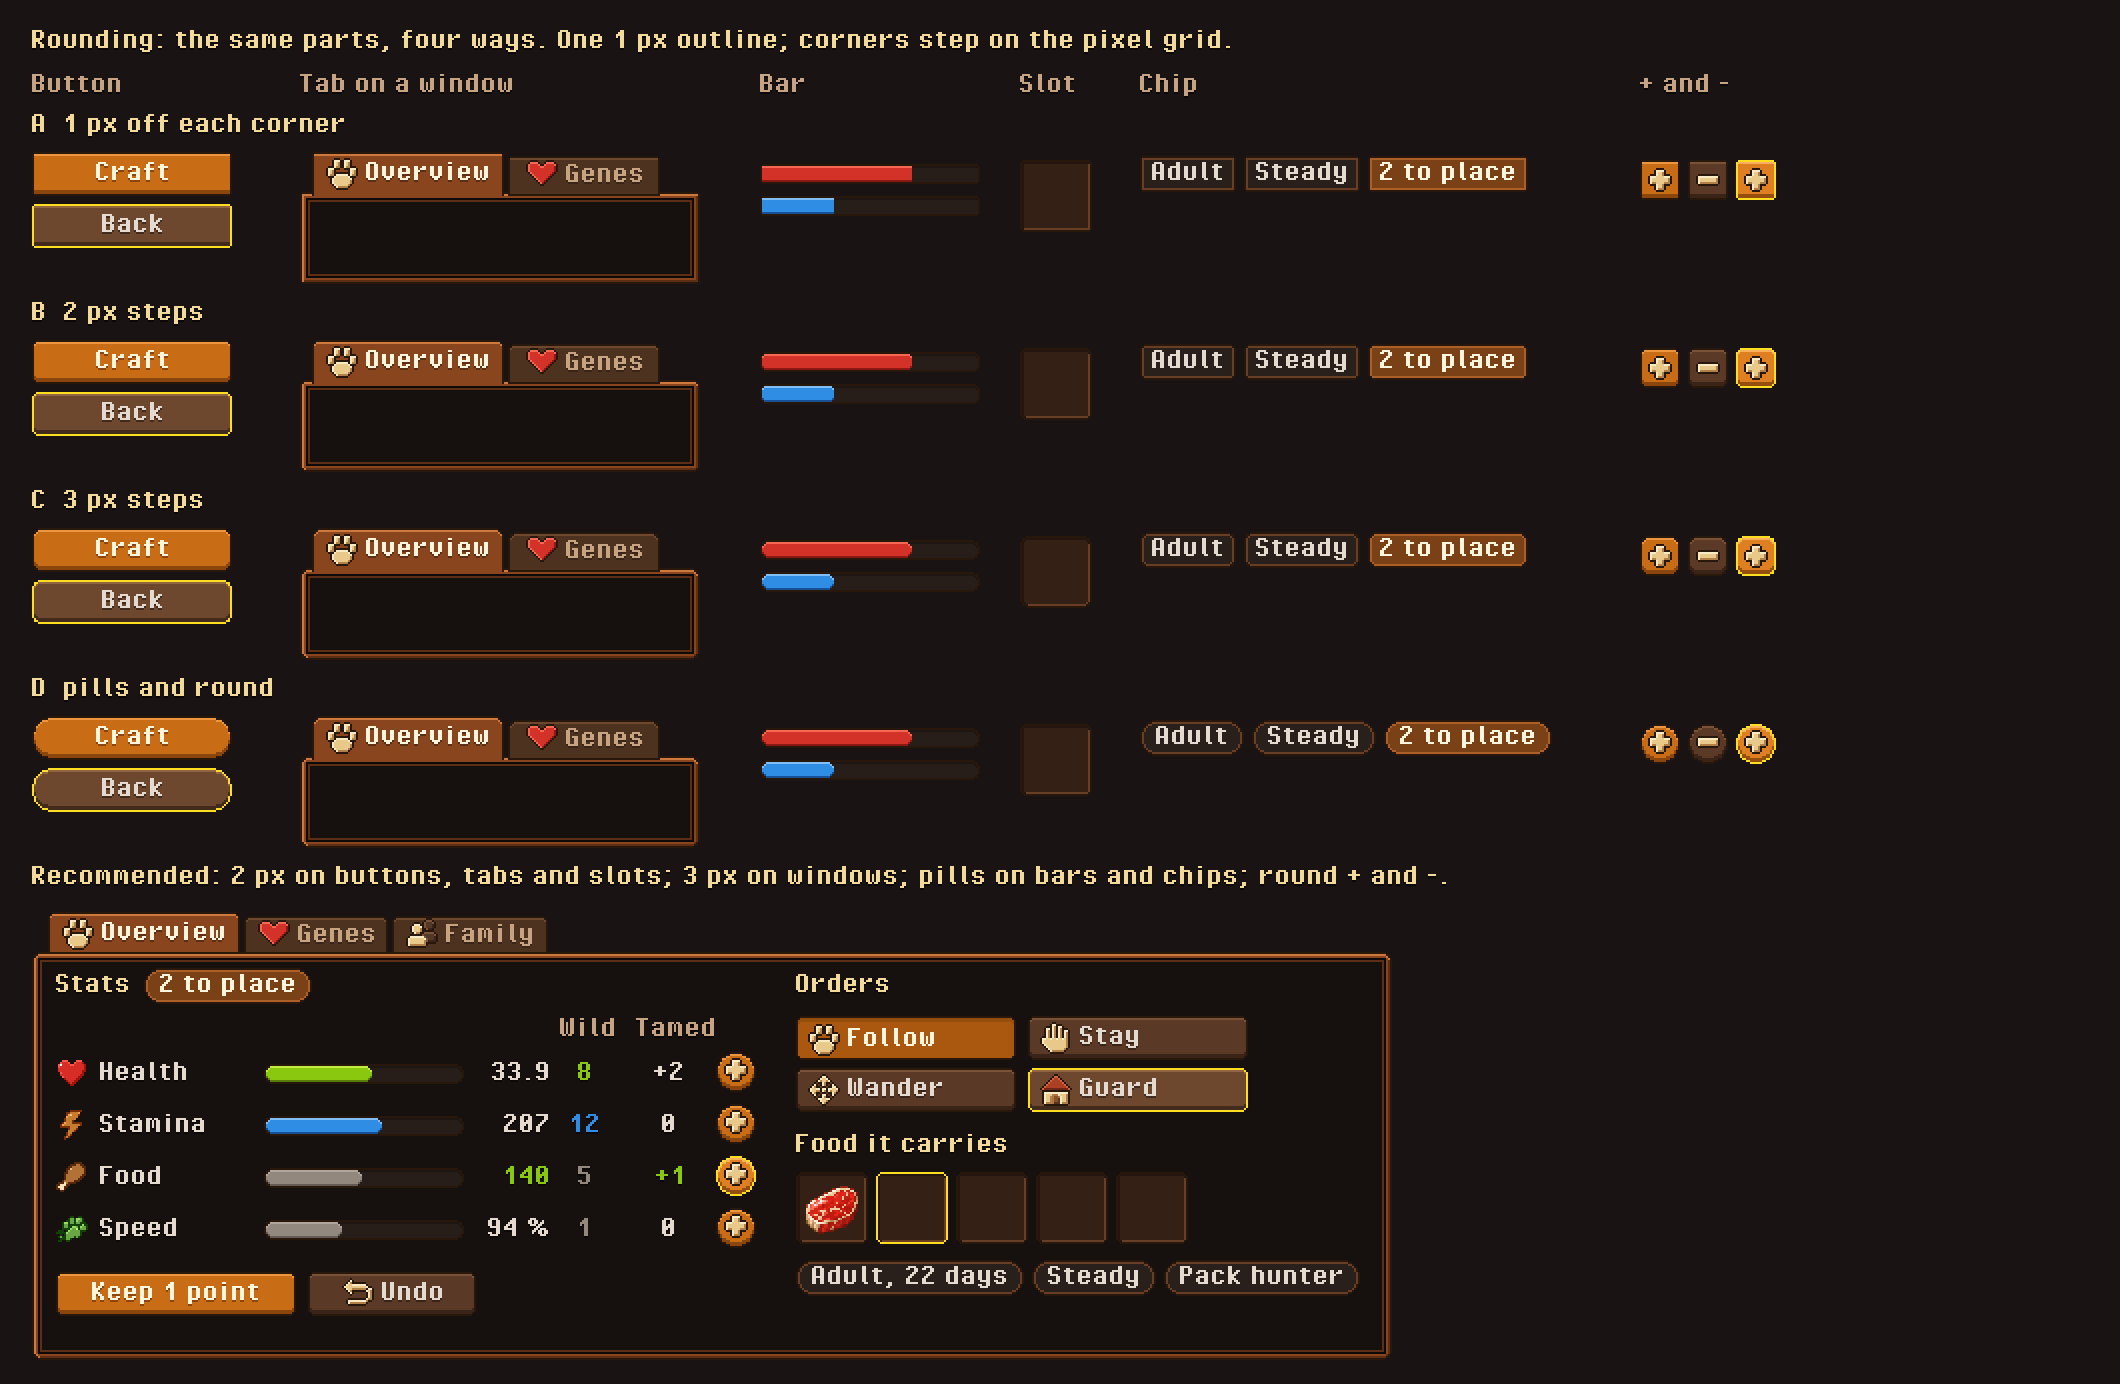 Rounding: the same parts, four ways. One 1 px outline; corners step on the pixel grid.
Button Tab on a window Bar Slot Chip + and -
A 1 px off each corner
Craft Overview Genes Adult Steady 2 to place
Back
B 2 px steps
Craft Overview Genes Adult Steady 2 to place
Back
C 3 px steps
Craft Overview Genes Adult Steady 2 to place
Back
D pills and round
Craft Overview Genes Adult Steady 2 to place
Back
Recommended: 2 px on buttons, tabs and slots; 3 px on windows; pills on bars and chips; round + and -.
Overview Genes Family
Stats 2 to place
Wild Tamed
Health 33.9 8 +2
Stamina 207 12 0
Food 140 5 +1
Speed 94 % 1 0
Keep 1 point Undo
Orders
Follow Stay
Wander Guard
Food it carries
Adult, 22 days Steady Pack hunter